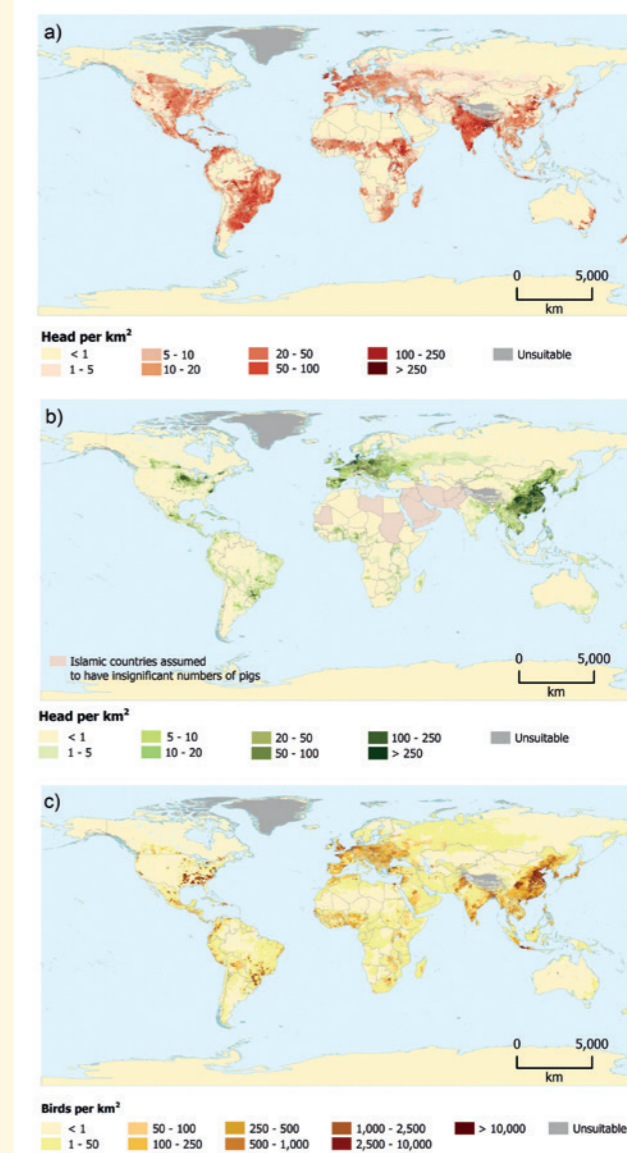 a)
0 5,000
km
Head per km²
< 1 5 - 10 20 - 50 100 - 250 Unsuitable
1 - 5 10 - 20 50 - 100 > 250
b)
Islamic countries assumed
to have insignificant numbers of pigs
0 5,000
km
Head per km²
< 1 5 - 10 20 - 50 100 - 250 Unsuitable
1 - 5 10 - 20 50 - 100 > 250
c)
0 5,000
km
Birds per km²
< 1 50 - 100 250 - 500 1,000 - 2,500 > 10,000 Unsuitable
1 - 50 100 - 250 500 - 1,000 2,500 - 10,000